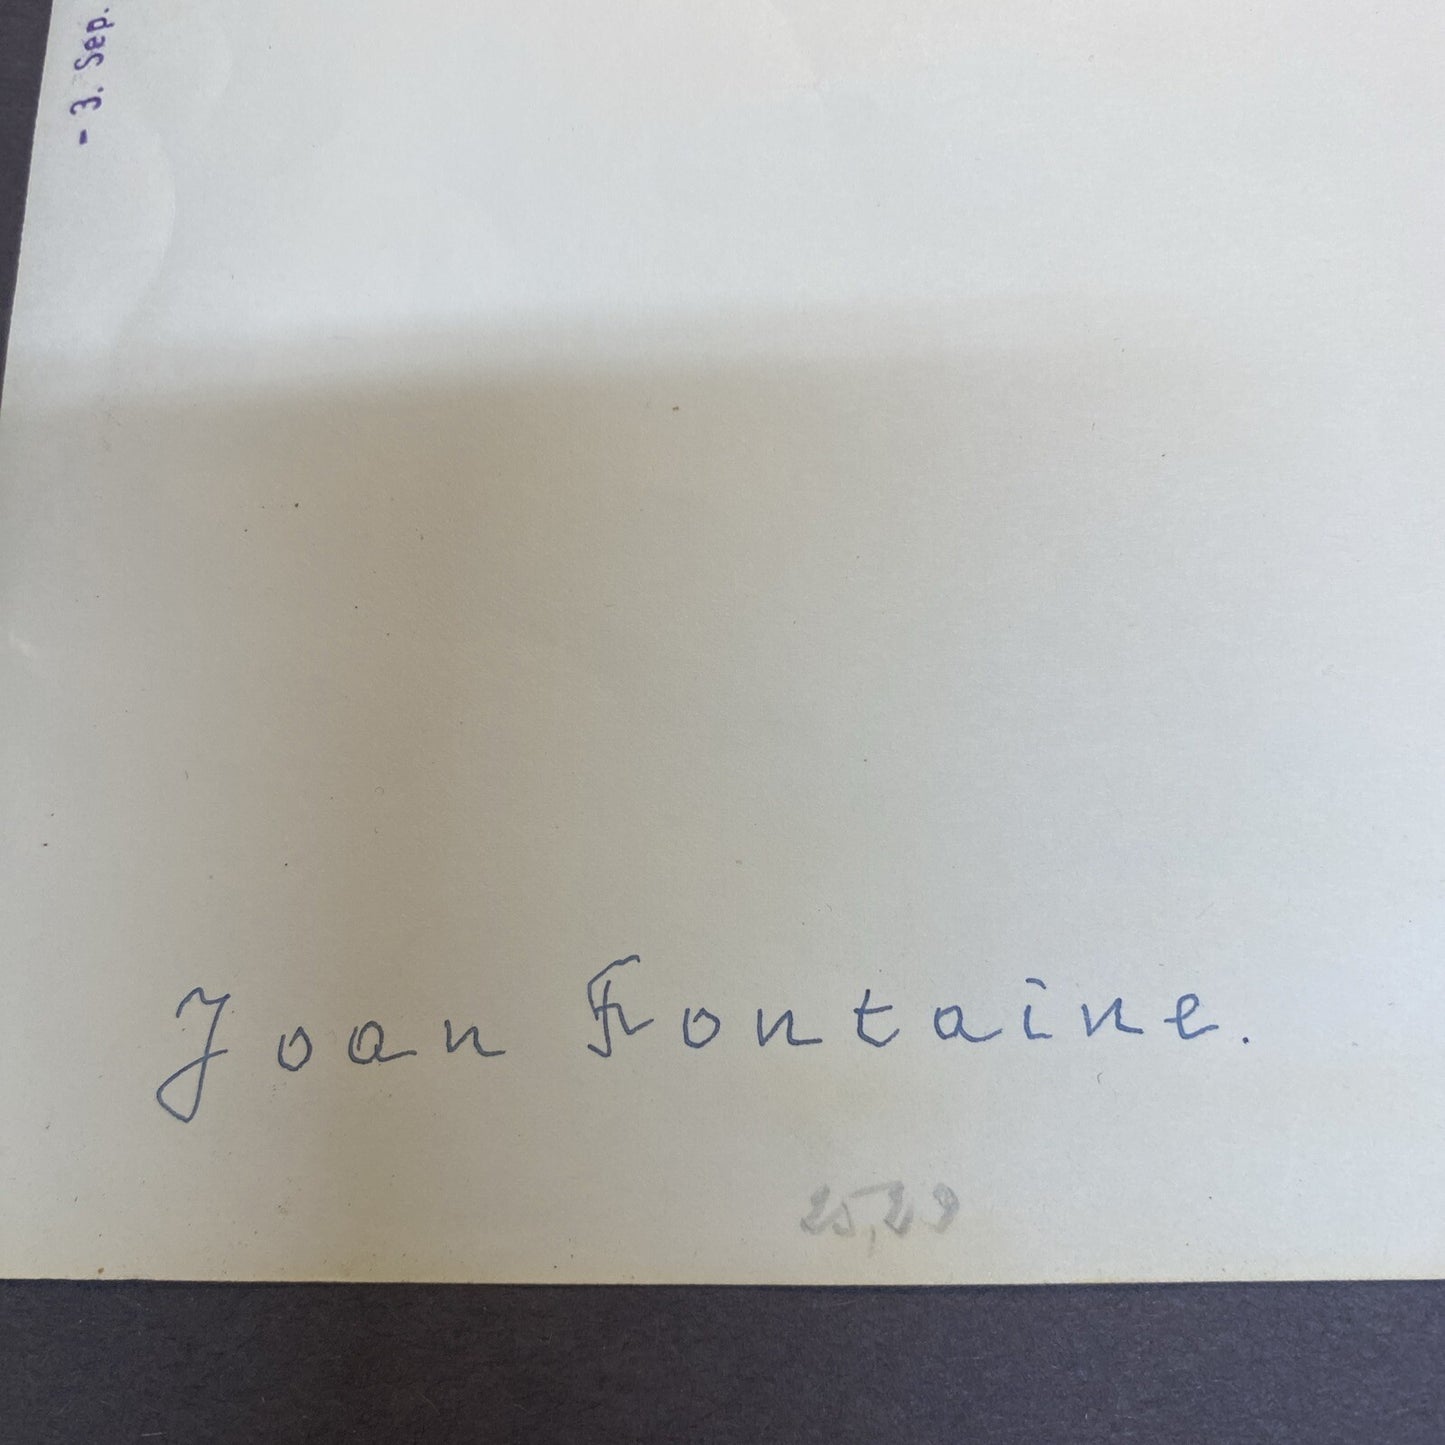 - 3. Sep.
Joan Fontaine.
25,29